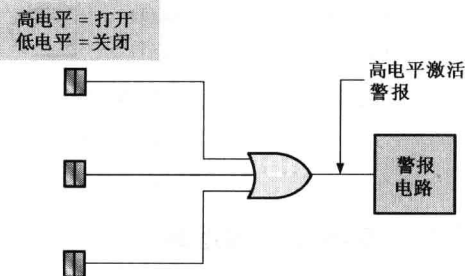 高电平 = 打开
低电平 =关闭
高电平激活
警报
警报
电路